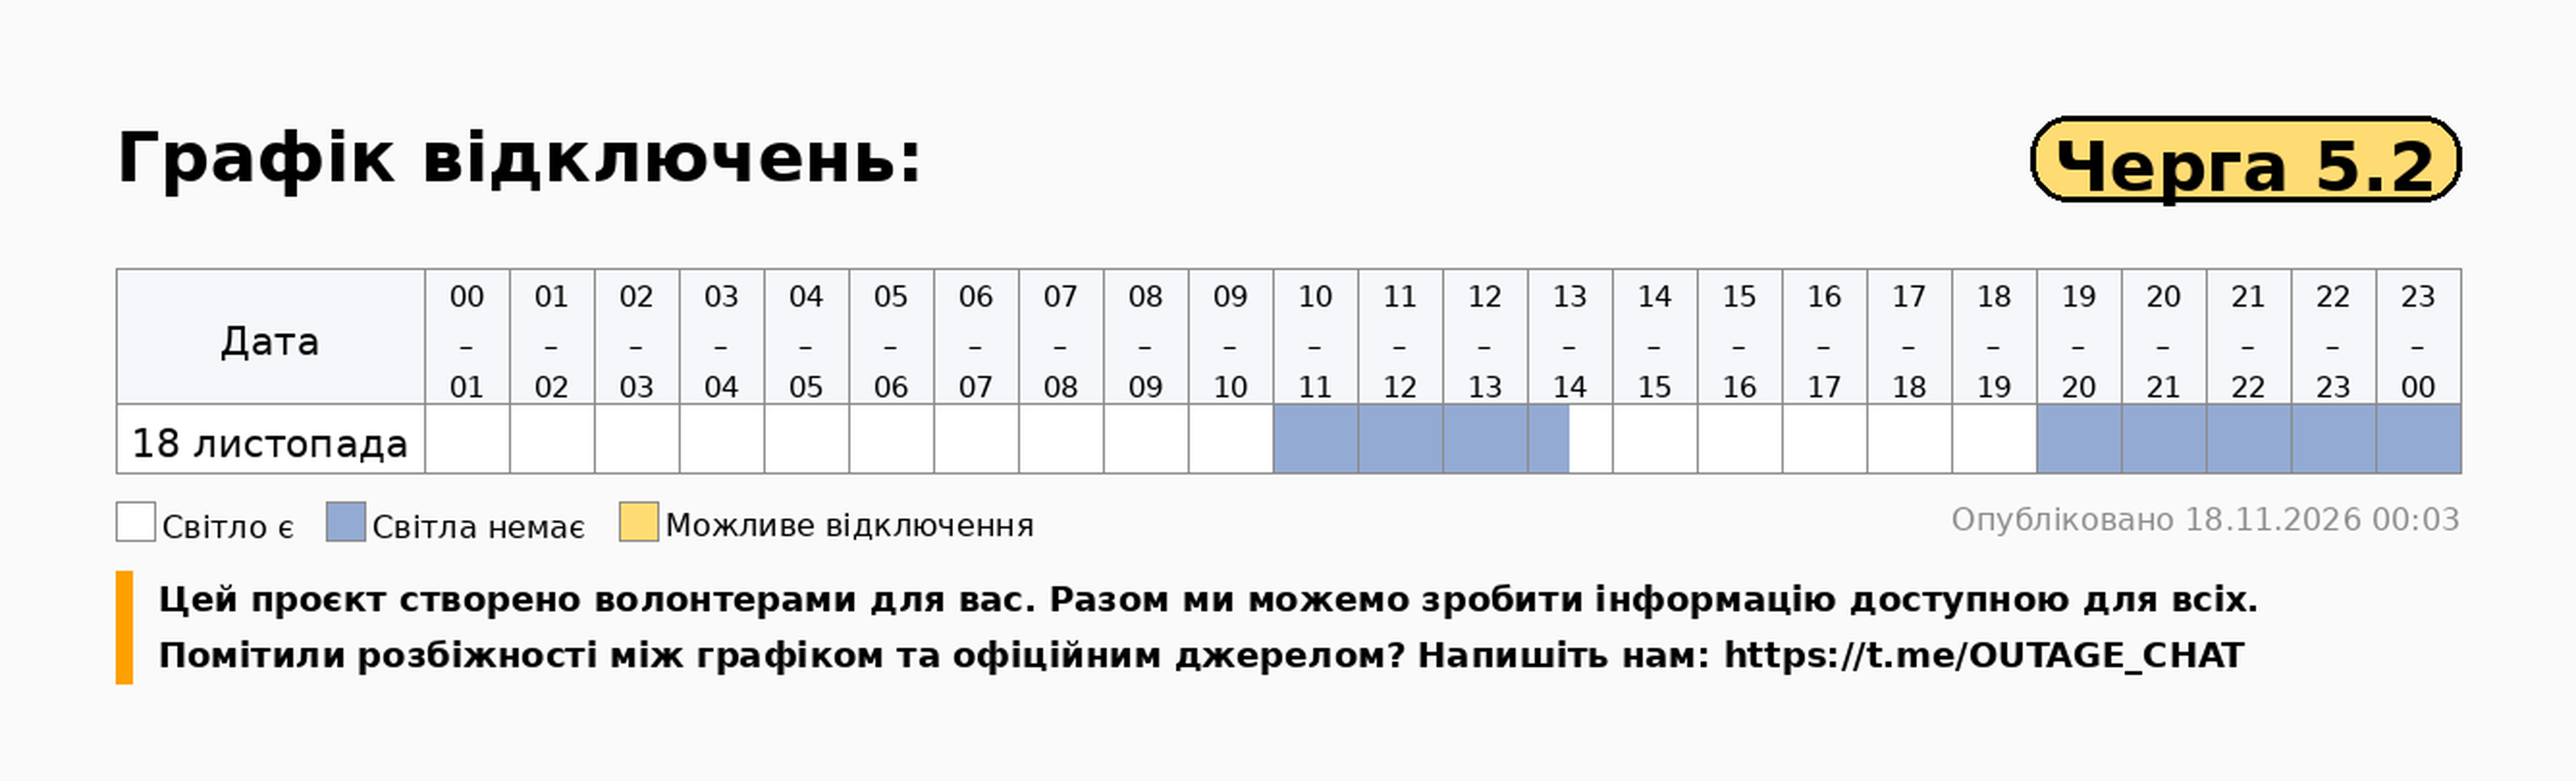 Графік відключень:
Черга 5.2
Дата
00 – 01
01 – 02
02 – 03
03 – 04
04 – 05
05 – 06
06 – 07
07 – 08
08 – 09
09 – 10
10 – 11
11 – 12
12 – 13
13 – 14
14 – 15
15 – 16
16 – 17
17 – 18
18 – 19
19 – 20
20 – 21
21 – 22
22 – 23
23 – 00
18 листопада
Світло є
Світла немає
Можливе відключення
Опубліковано 18.11.2026 00:03
Цей проєкт створено волонтерами для вас. Разом ми можемо зробити інформацію доступною для всіх.
Помітили розбіжності між графіком та офіційним джерелом? Напишіть нам: https://t.me/OUTAGE_CHAT